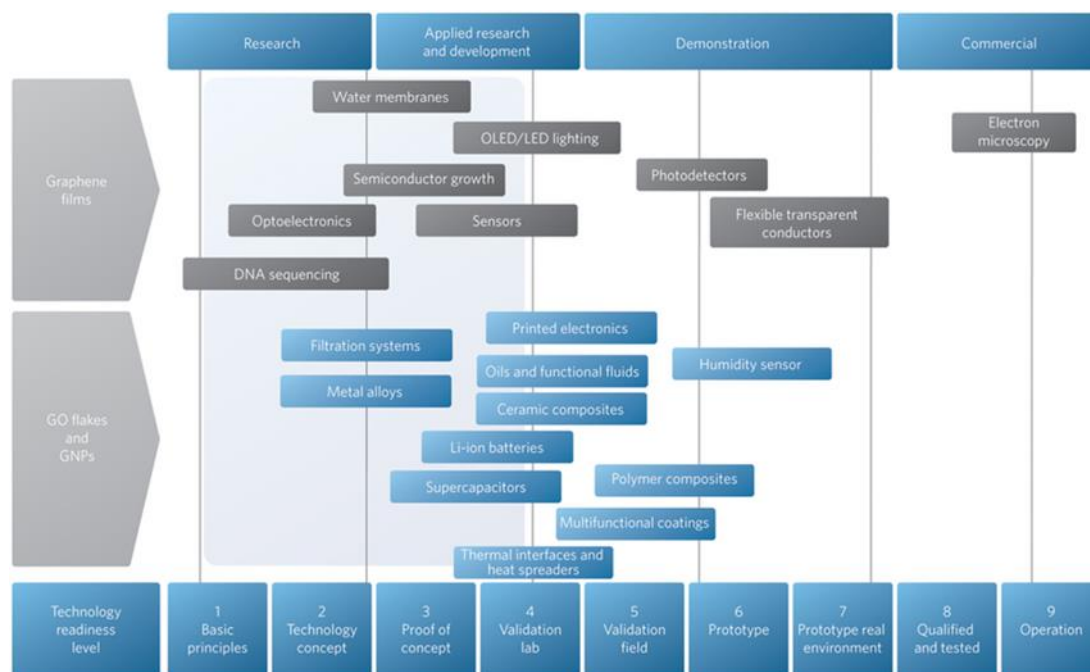 Research
Applied research
and development
Demonstration
Commercial
Graphene
films
Water membranes
OLED/LED lighting
Electron
microscopy
Semiconductor growth
Photodetectors
Optoelectronics
Sensors
Flexible transparent
conductors
DNA sequencing
GO flakes
and
GNPs
Printed electronics
Filtration systems
Humidity sensor
Oils and functional fluids
Metal alloys
Ceramic composites
Li-ion batteries
Supercapacitors
Polymer composites
Multifunctional coatings
Thermal interfaces and
heat spreaders
Technology
readiness
level
1
Basic
principles
2
Technology
concept
3
Proof of
concept
4
Validation
lab
5
Validation
field
6
Prototype
7
Prototype real
environment
8
Qualified
and tested
9
Operation